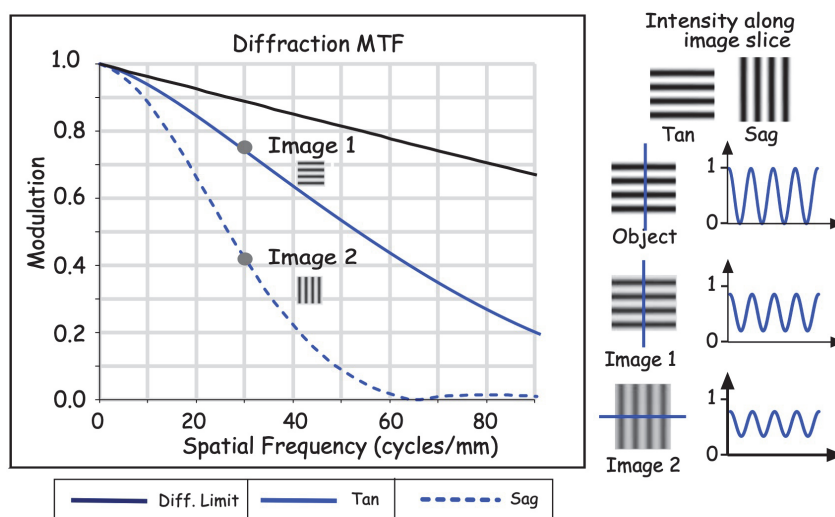 Diffraction MTF
1.0
0.8
0.6
0.4
0.2
0.0
Modulation
Image 1
Image 2
0
20
40
60
80
Spatial Frequency (cycles/mm)
Diff. Limit
Tan
Sag
Intensity along
image slice
Tan
Sag
Object
1
0
Image 1
1
0
Image 2
1
0